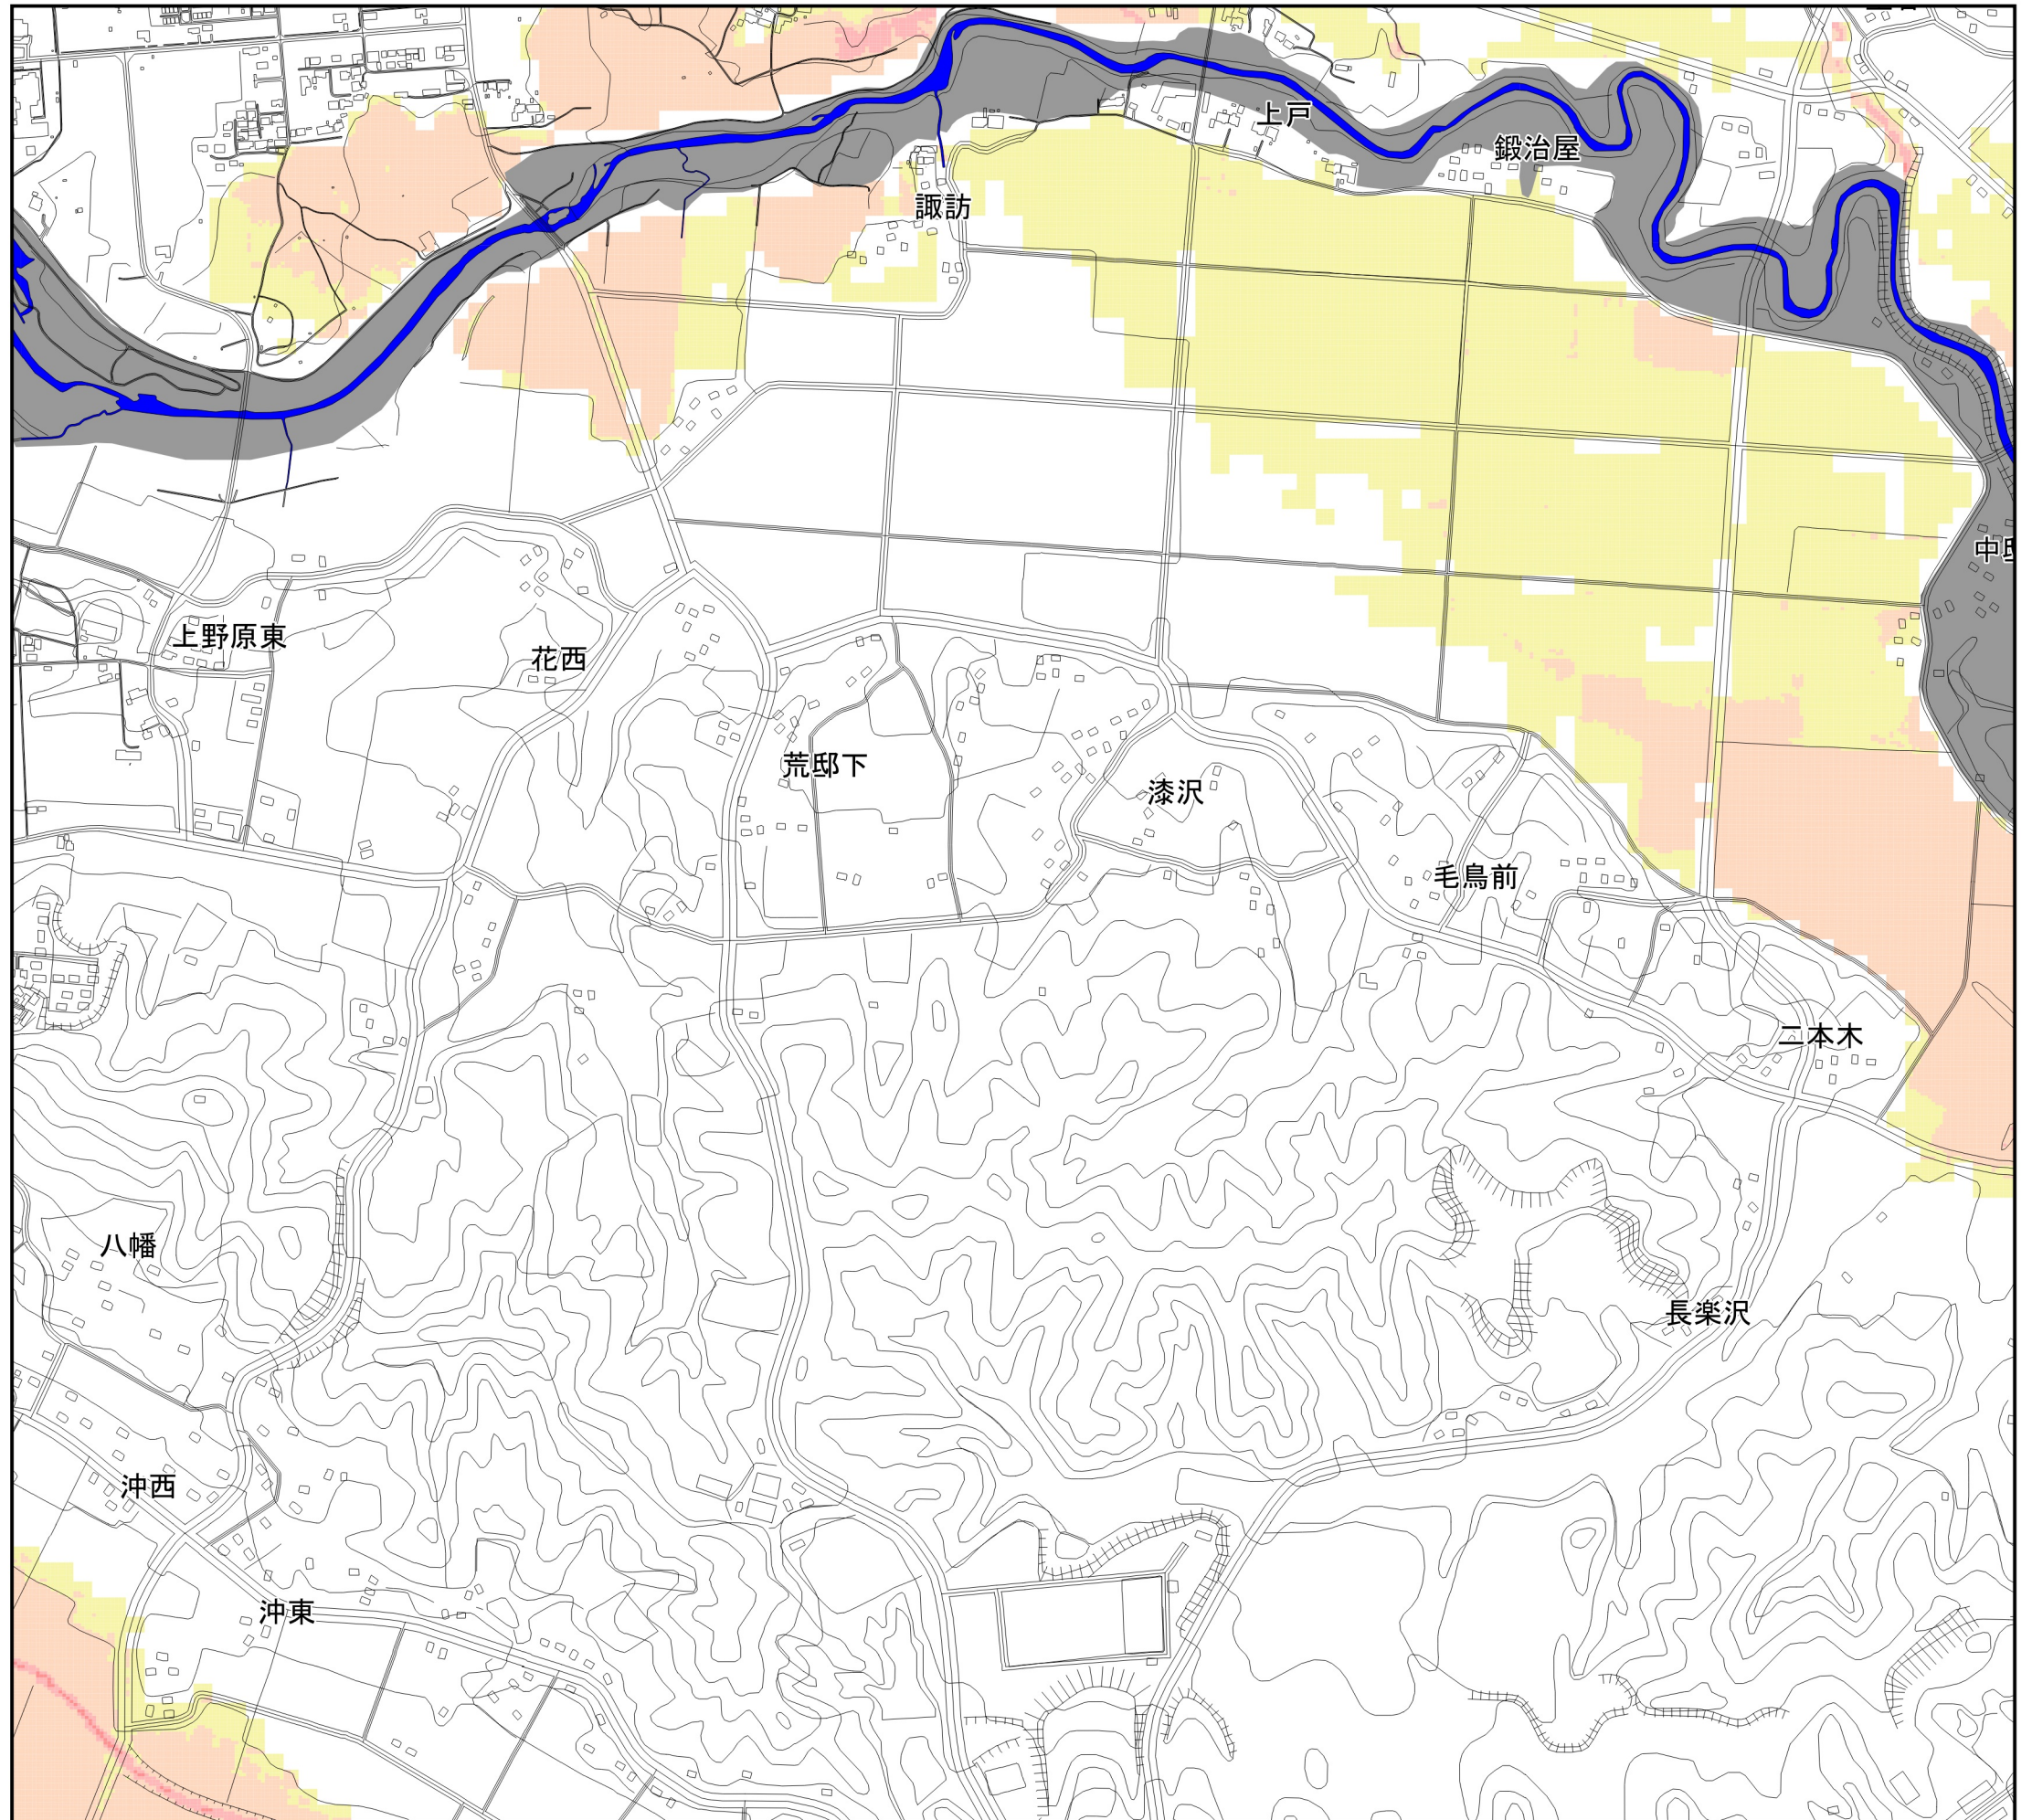 上戸
鍛治屋
諏訪
上野原東
花西
荒邸下
漆沢
毛鳥前
二本木
八幡
長楽沢
沖西
沖東